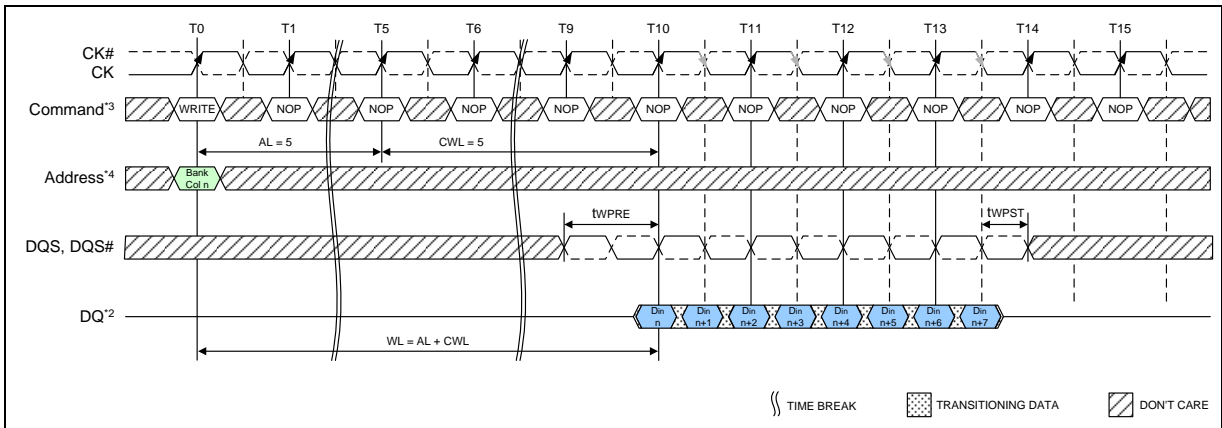 T0 T1 T5 T6 T9 T10 T11 T12 T13 T14 T15
CK#
CK
Command*3 WRITE NOP NOP NOP NOP NOP NOP NOP NOP NOP NOP
AL = 5 CWL = 5
Address*4 Bank
Col n
tWPRE tWPST
DQS, DQS#
DQ*2 Din Din Din Din Din Din Din Din
n n+1 n+2 n+3 n+4 n+5 n+6 n+7
WL = AL + CWL
TIME BREAK TRANSITIONING DATA DON'T CARE